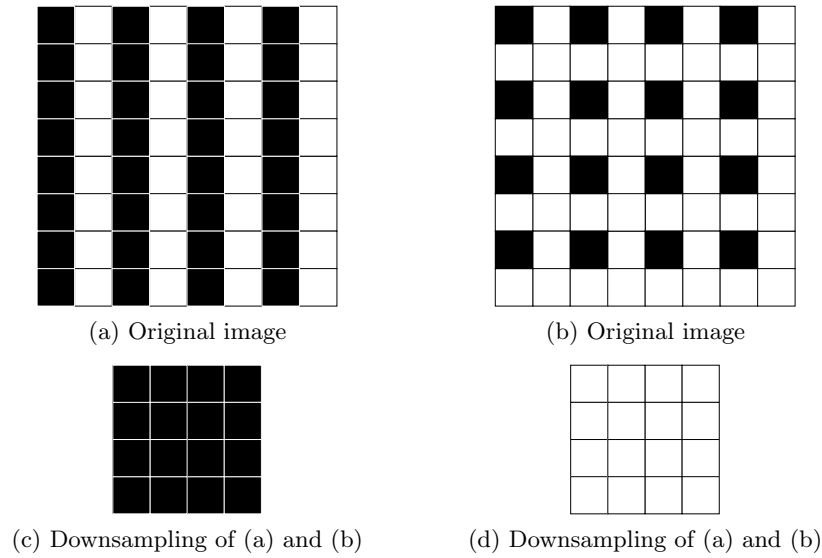 (a) Original image
(b) Original image
(c) Downsampling of (a) and (b)
(d) Downsampling of (a) and (b)